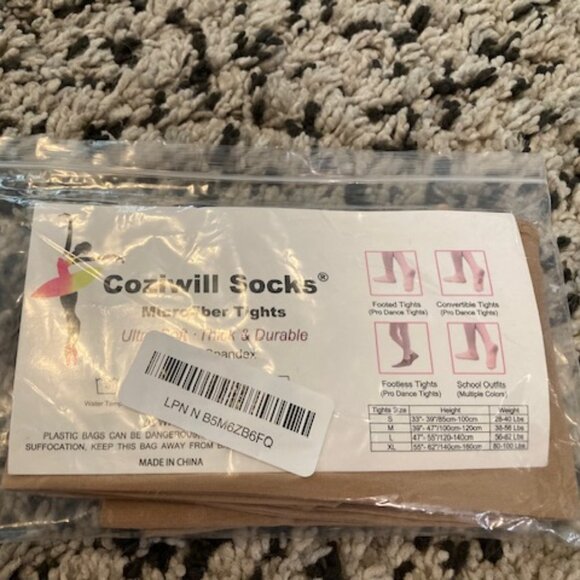 Coziwill Socks®
Microfiber Tights
Ultra Soft · Thick & Durable
Spandex
Water Temp
LPN N B5M6ZB6FQ
PLASTIC BAGS CAN BE DANGEROUS
SUFFOCATION, KEEP THIS BAG AWAY FROM
MADE IN CHINA
Footed Tights
(Pro Dance Tights)
Convertible Tights
(Pro Dance Tights)
Footless Tights
(Pro Dance Tights)
School Outfits
(Multiple Colors)
Tights Size Height Weight
S 33"- 39"/85cm-100cm 28-40 Lbs
M 39"- 47"/100cm-120cm 38-56 Lbs
L 47"- 55"/120-140cm 56-82 Lbs
XL 55"- 62"/140cm-160cm 80-100 Lbs